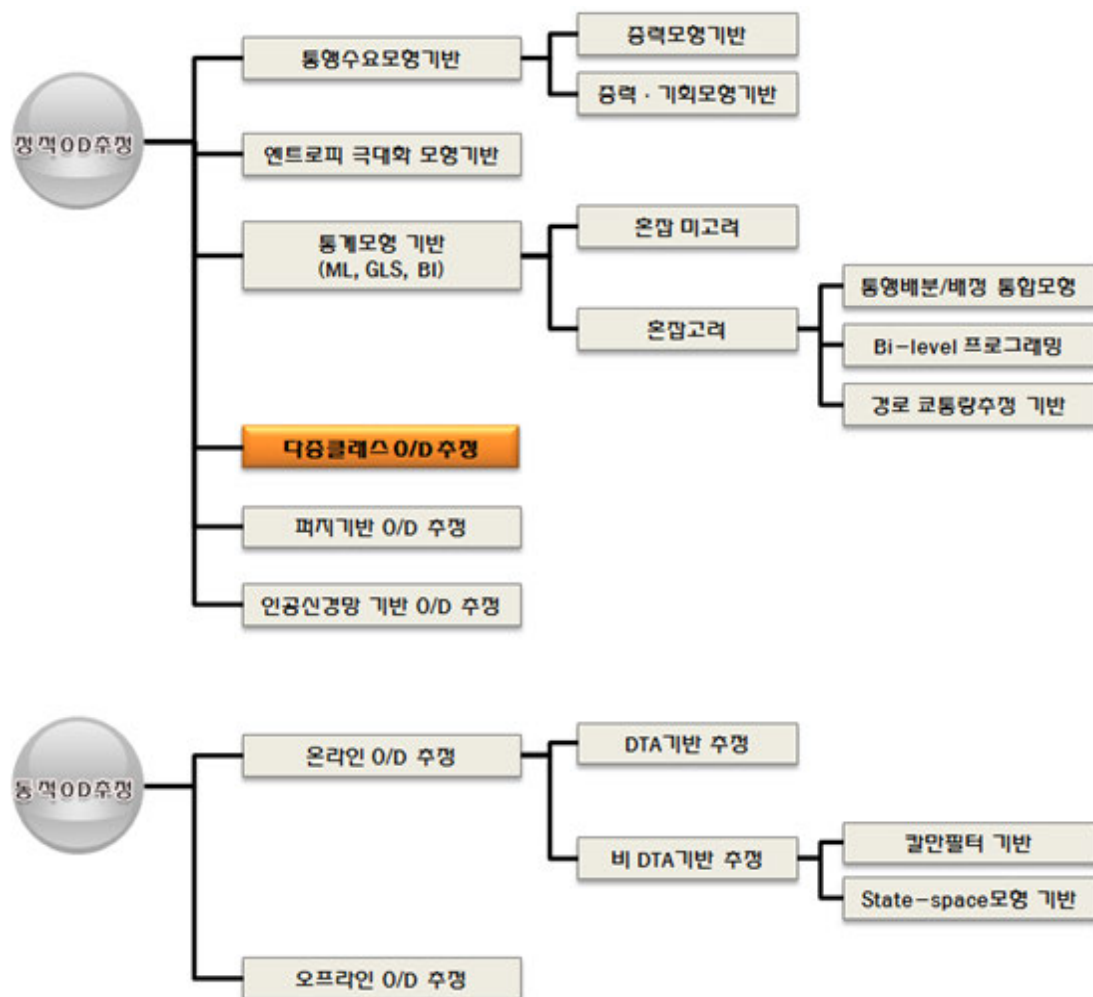 정적OD추정
통행수요모형기반
중력모형기반
중력 · 기회모형기반
엔트로피 극대화 모형기반
통계모형 기반
(ML, GLS, BI)
혼잡 미고려
혼잡고려
통행배분/배정 통합모형
Bi-level 프로그래밍
경로 교통량추정 기반
다중클래스 O/D 추정
퍼지기반 O/D 추정
인공신경망 기반 O/D 추정
동적OD추정
온라인 O/D 추정
DTA기반 추정
비 DTA기반 추정
칼만필터 기반
State-space모형 기반
오프라인 O/D 추정